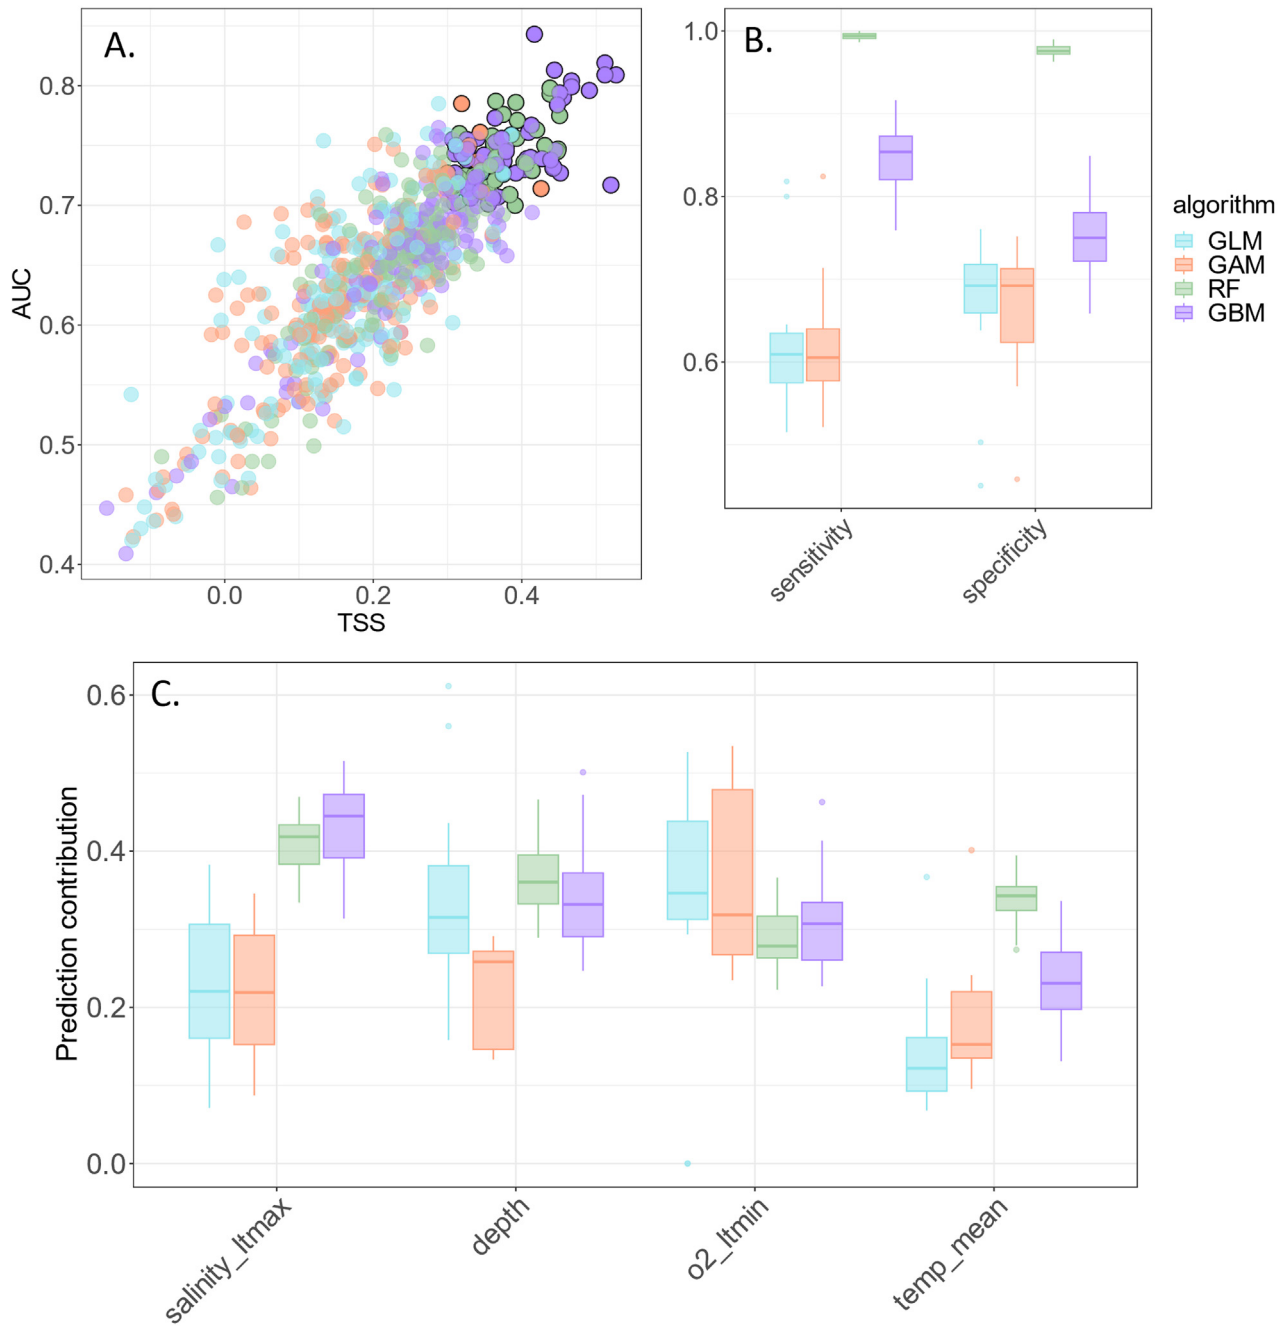 A.
AUC
0.8
0.7
0.6
0.5
0.4
0.0
0.2
0.4
TSS
B.
1.0
0.8
0.6
sensitivity
specificity
algorithm
GLM
GAM
RF
GBM
C.
Prediction contribution
0.6
0.4
0.2
0.0
salinity_ltmax
depth
o2_ltmin
temp_mean